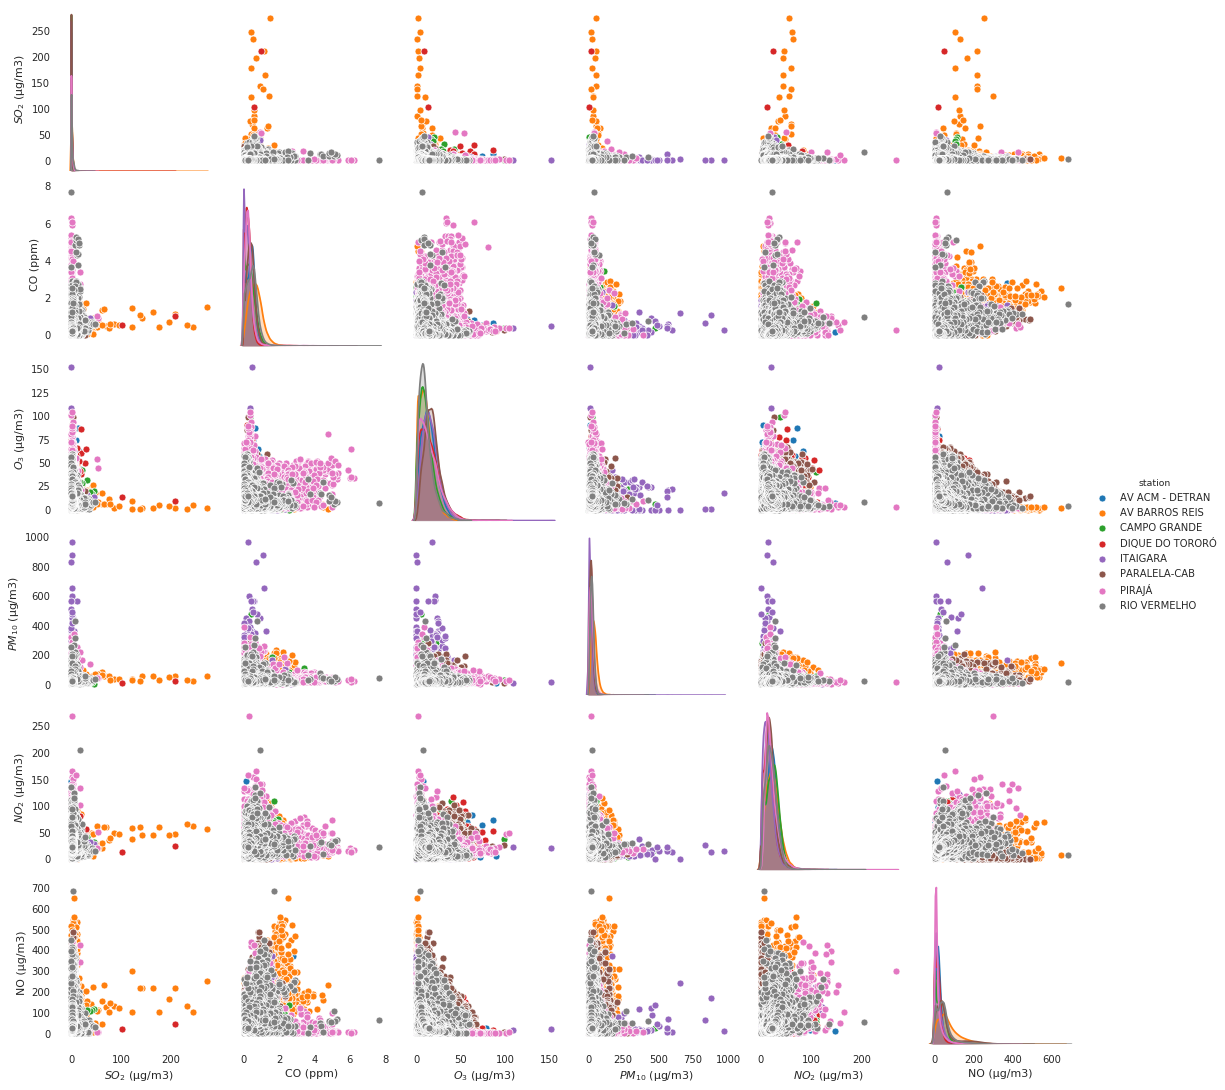 250
200
150
100
50
0
SO₂ (µg/m3)
8
6
4
2
0
CO (ppm)
150
125
100
75
50
25
0
O₃ (µg/m3)
1000
800
600
400
200
0
PM₁₀ (µg/m3)
250
200
150
100
50
0
NO₂ (µg/m3)
700
600
500
400
300
200
100
0
NO (µg/m3)
0 100 200
SO₂ (µg/m3)
0 2 4 6 8
CO (ppm)
0 50 100 150
O₃ (µg/m3)
0 250 500 750 1000
PM₁₀ (µg/m3)
0 100 200
NO₂ (µg/m3)
0 200 400 600
NO (µg/m3)
station
AV ACM - DETRAN
AV BARROS REIS
CAMPO GRANDE
DIQUE DO TORORÓ
ITAIGARA
PARALELA-CAB
PIRAJÁ
RIO VERMELHO